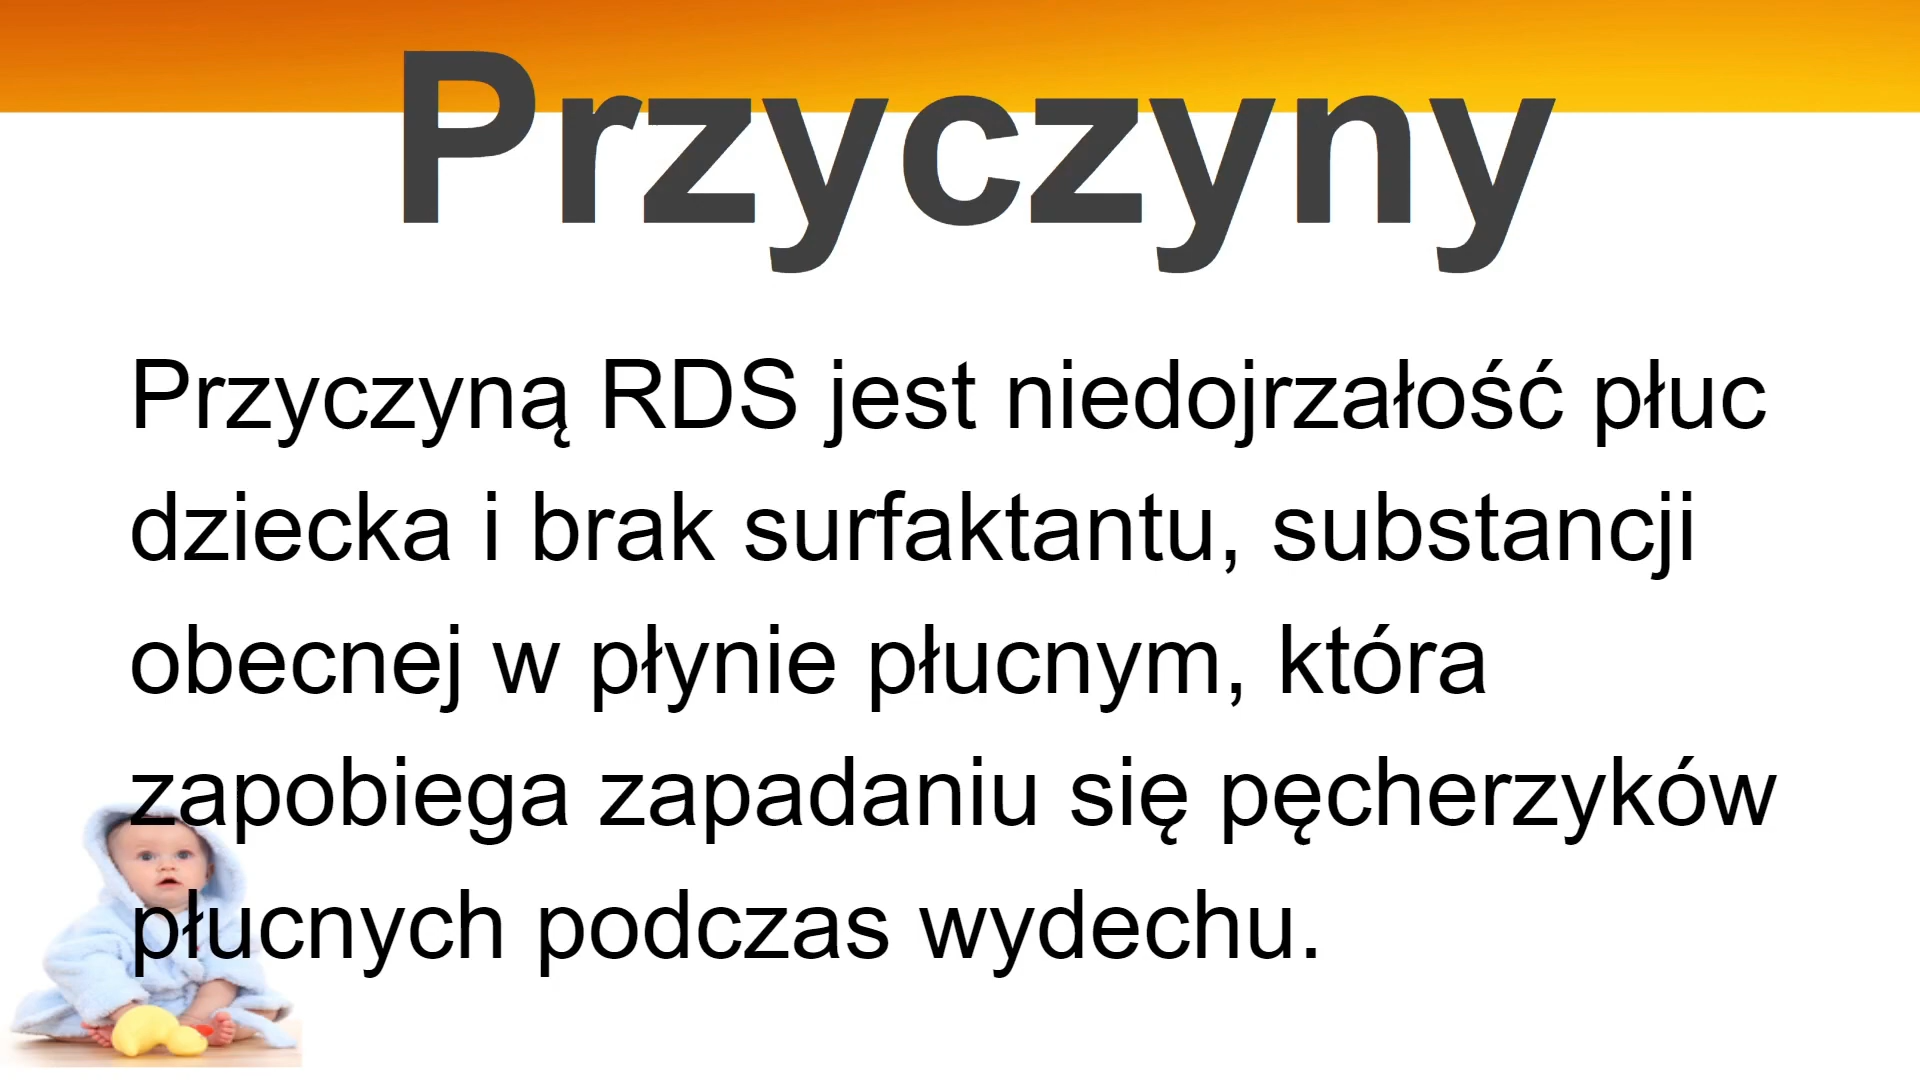 Przyczyny
Przyczyną RDS jest niedojrzałość płuc
dziecka i brak surfaktantu, substancji
obecnej w płynie płucnym, która
zapobiega zapadaniu się pęcherzyków
płucnych podczas wydechu.